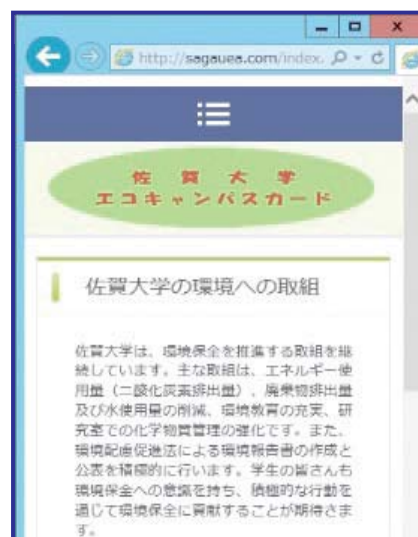 http://sagauea.com/index.
佐賀大学
エコキャンパスカード
佐賀大学の環境への取組
佐賀大学は、環境保全を推進する取組を継
続しています。主な取組は、エネルギー使
用量（二酸化炭素排出量）、廃棄物排出量
及び水使用量の削減、環境教育の充実、研
究室での化学物質管理の強化です。また、
環境配慮促進法による環境報告書の作成と
公表を積極的に行います。学生の皆さんも
環境保全への意識を持ち、積極的な行動を
通じて環境保全に貢献することが期待されま
す。